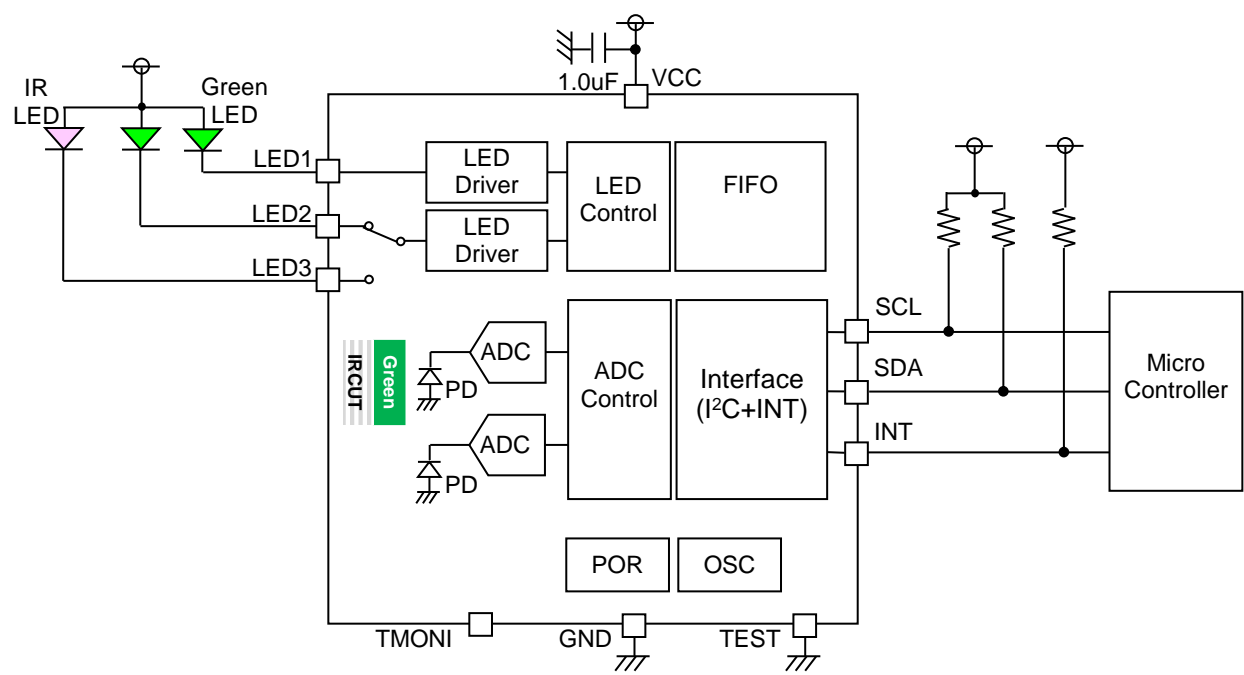 1.0uF
VCC
IR
LED
Green
LED
LED1
LED2
LED3
LED
Driver
LED
Driver
LED
Control
FIFO
IRCUT
Green
ADC
PD
ADC
PD
ADC
Control
Interface
(I²C+INT)
SCL
SDA
INT
Micro
Controller
POR
OSC
TMONI
GND
TEST